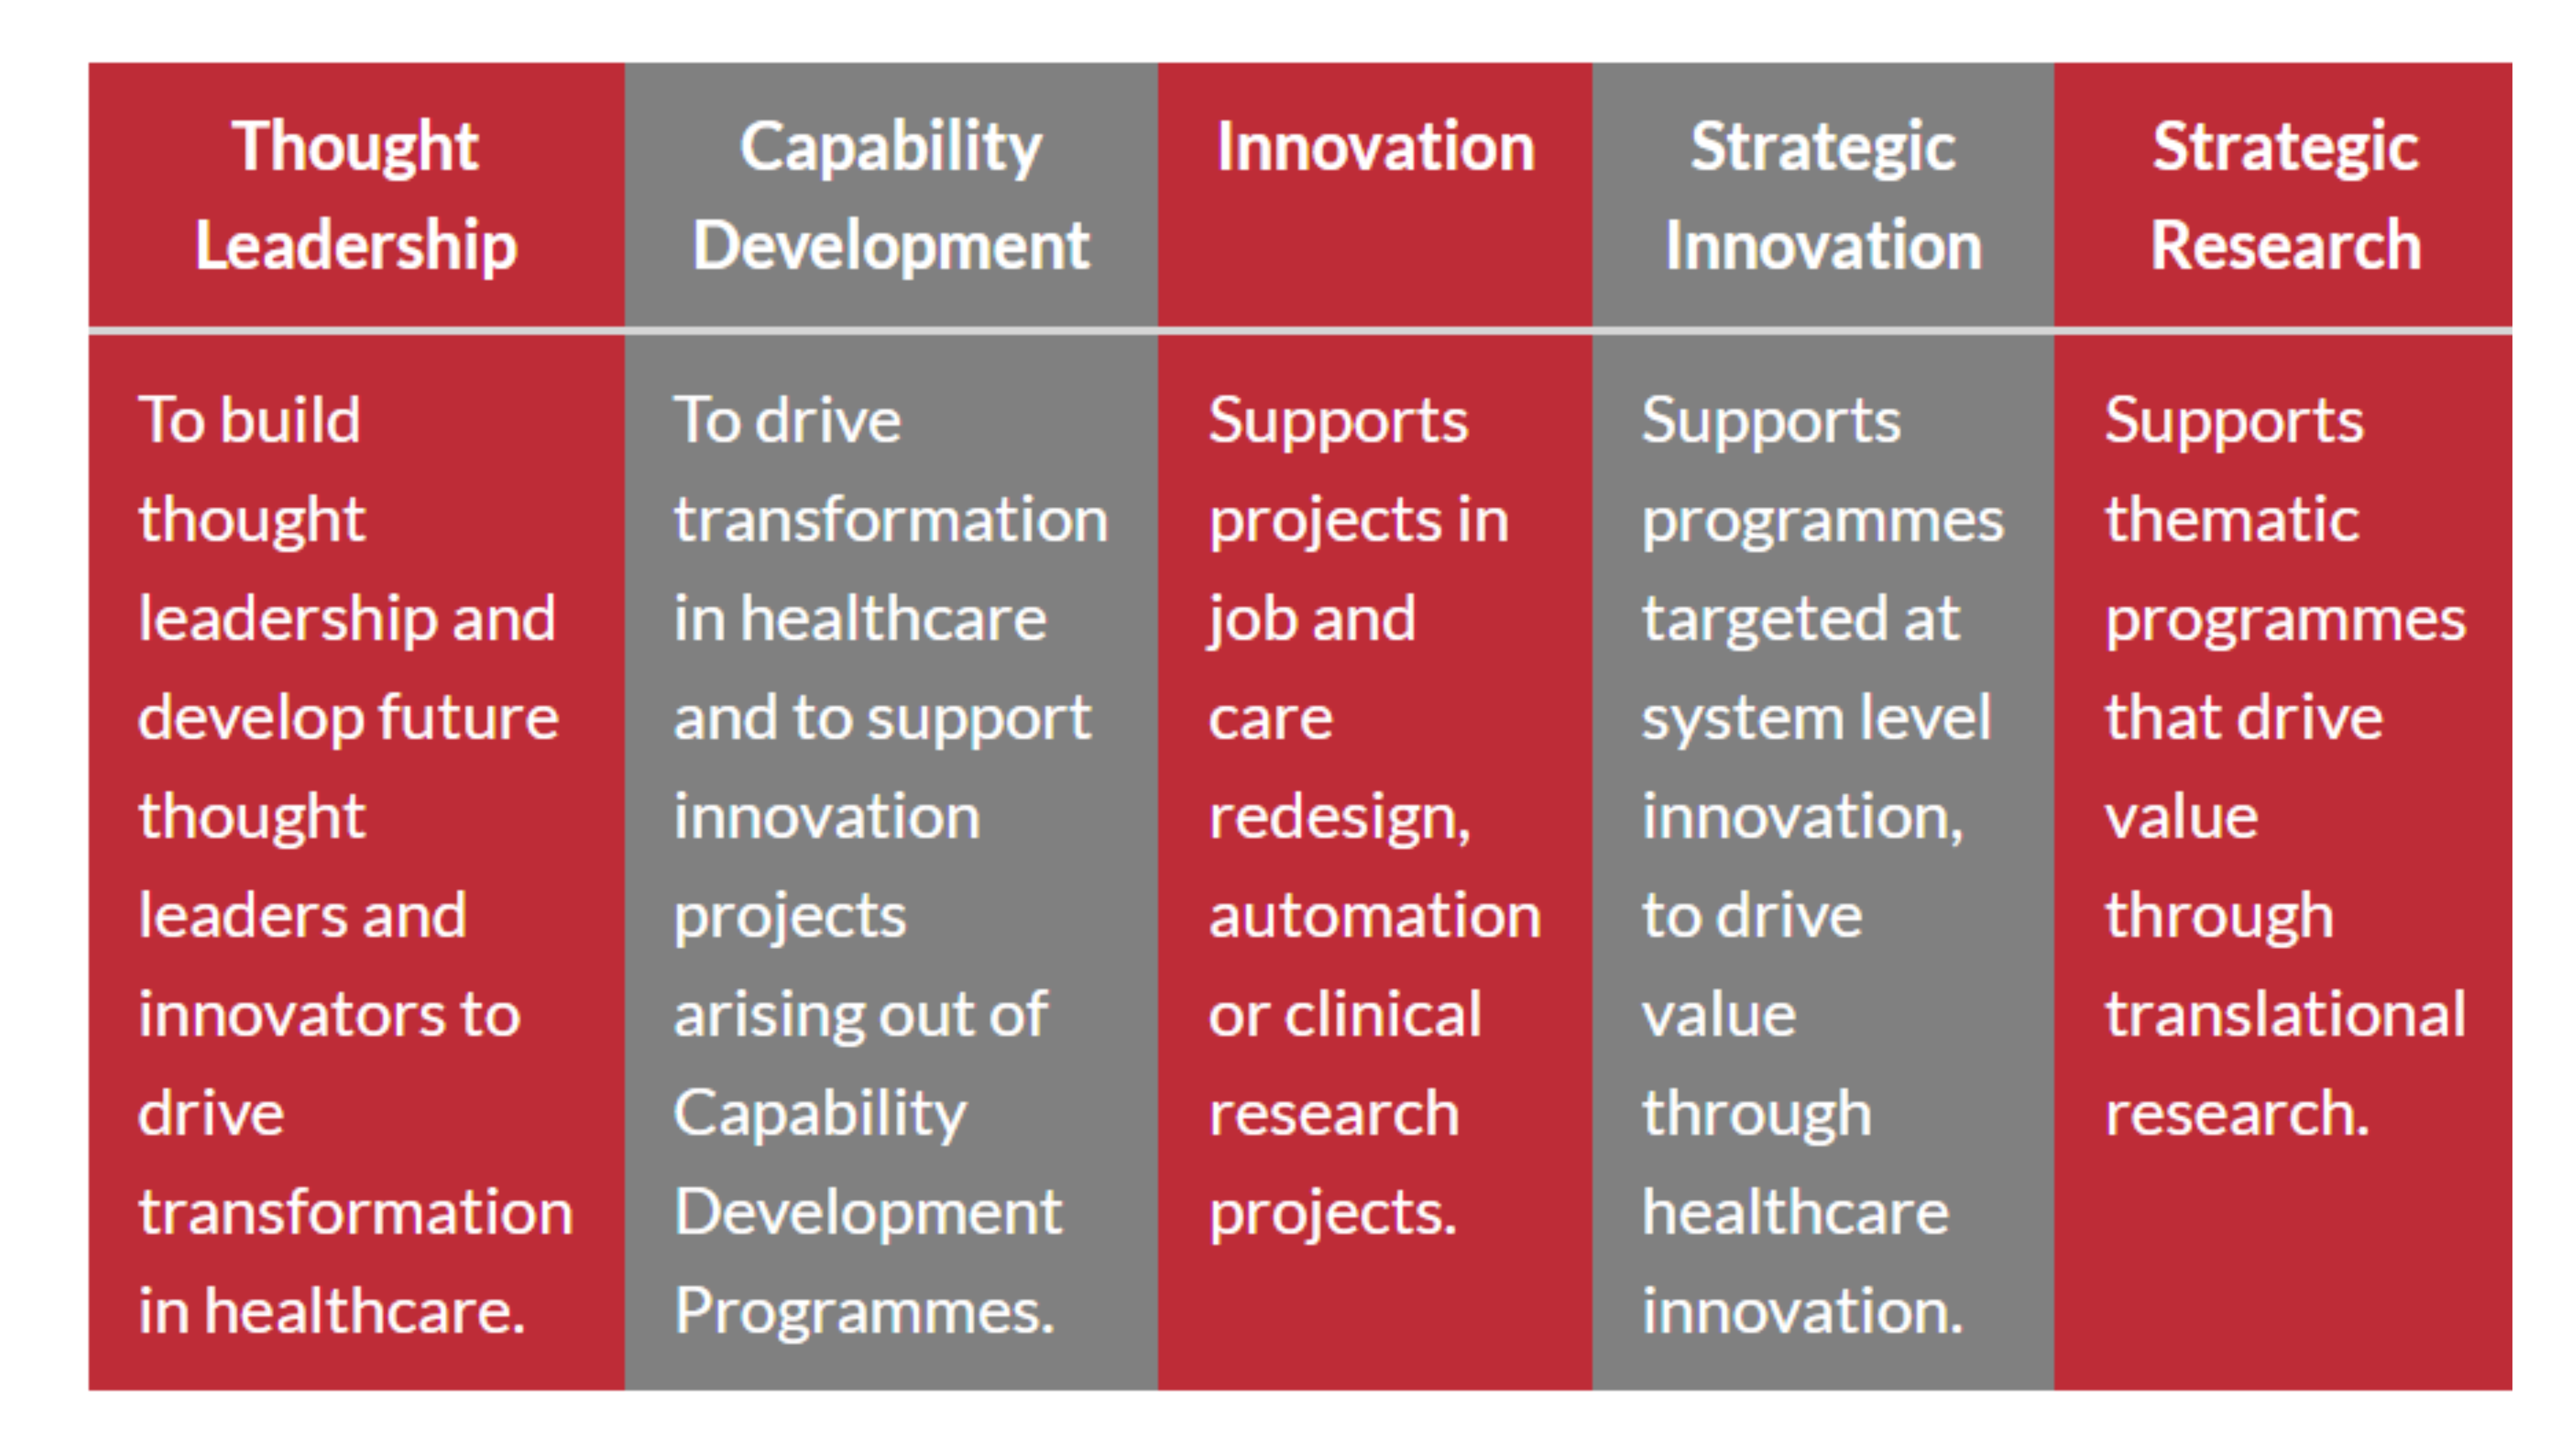 Thought
Leadership
Capability
Development
Innovation
Strategic
Innovation
Strategic
Research
To build
thought
leadership and
develop future
thought
leaders and
innovators to
drive
transformation
in healthcare.
To drive
transformation
in healthcare
and to support
innovation
projects
arising out of
Capability
Development
Programmes.
Supports
projects in
job and
care
redesign,
automation
or clinical
research
projects.
Supports
programmes
targeted at
system level
innovation,
to drive
value
through
healthcare
innovation.
Supports
thematic
programmes
that drive
value
through
translational
research.